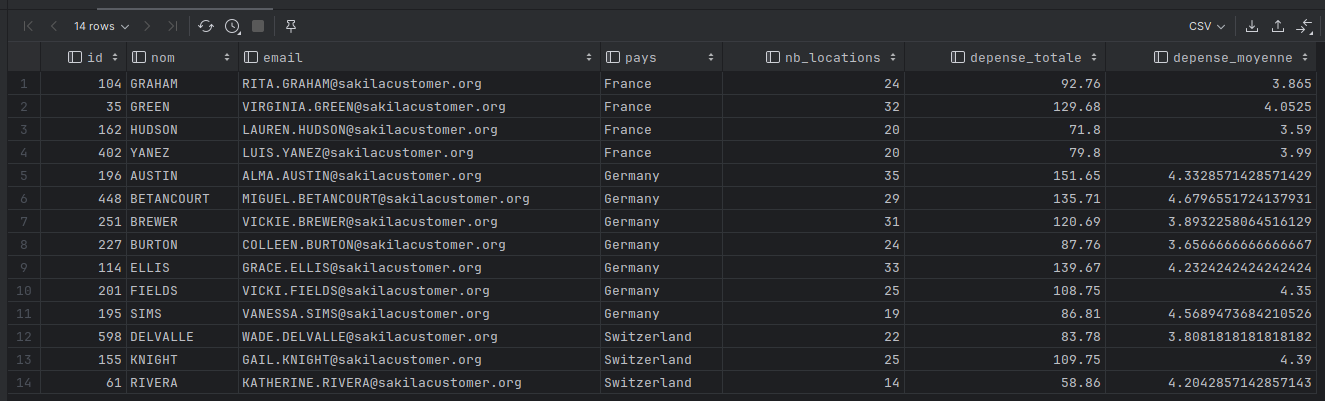 14 rows CSV
id nom email pays nb_locations depense_totale depense_moyenne
1 104 GRAHAM RITA.GRAHAM@sakilacustomer.org France 24 92.76 3.865
2 35 GREEN VIRGINIA.GREEN@sakilacustomer.org France 32 129.68 4.0525
3 162 HUDSON LAUREN.HUDSON@sakilacustomer.org France 20 71.8 3.59
4 402 YANEZ LUIS.YANEZ@sakilacustomer.org France 20 79.8 3.99
5 196 AUSTIN ALMA.AUSTIN@sakilacustomer.org Germany 35 151.65 4.3328571428571429
6 448 BETANCOURT MIGUEL.BETANCOURT@sakilacustomer.org Germany 29 135.71 4.6796551724137931
7 251 BREWER VICKIE.BREWER@sakilacustomer.org Germany 31 120.69 3.8932258064516129
8 227 BURTON COLLEEN.BURTON@sakilacustomer.org Germany 24 87.76 3.6566666666666667
9 114 ELLIS GRACE.ELLIS@sakilacustomer.org Germany 33 139.67 4.2324242424242424
10 201 FIELDS VICKI.FIELDS@sakilacustomer.org Germany 25 108.75 4.35
11 195 SIMS VANESSA.SIMS@sakilacustomer.org Germany 19 86.81 4.5689473684210526
12 598 DELVALLE WADE.DELVALLE@sakilacustomer.org Switzerland 22 83.78 3.8081818181818182
13 155 KNIGHT GAIL.KNIGHT@sakilacustomer.org Switzerland 25 109.75 4.39
14 61 RIVERA KATHERINE.RIVERA@sakilacustomer.org Switzerland 14 58.86 4.2042857142857143